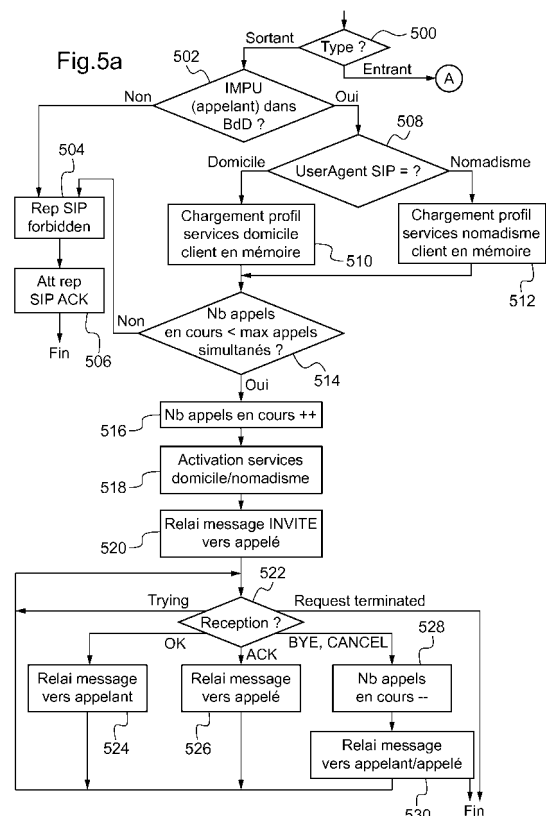 Fig.5a
Sortant
Type ?
500
Entrant
A
502
IMPU
(appelant) dans
BdD ?
Non
Oui
508
504
Domicile
UserAgent SIP = ?
Nomadisme
Rep SIP
forbidden
Chargement profil
services domicile
client en mémoire
510
Chargement profil
services nomadisme
client en mémoire
512
Att rep
SIP ACK
506
Fin
Non
Nb appels
en cours < max appels
simultanés ?
514
Oui
516
Nb appels en cours ++
518
Activation services
domicile/nomadisme
520
Relai message INVITE
vers appelé
522
Trying
Reception ?
Request terminated
OK
ACK
BYE, CANCEL
528
Relai message
vers appelant
524
Relai message
vers appelé
526
Nb appels
en cours --
Relai message
vers appelant/appelé
530
Fin